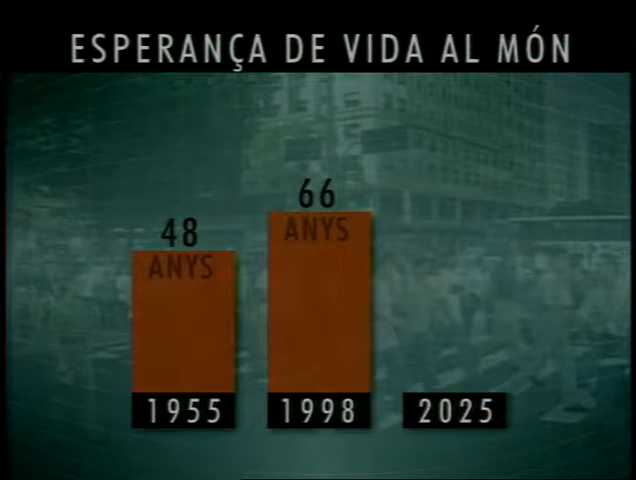 ESPERANÇA DE VIDA AL MÓN
48
ANYS
66
ANYS
1955
1998
2025